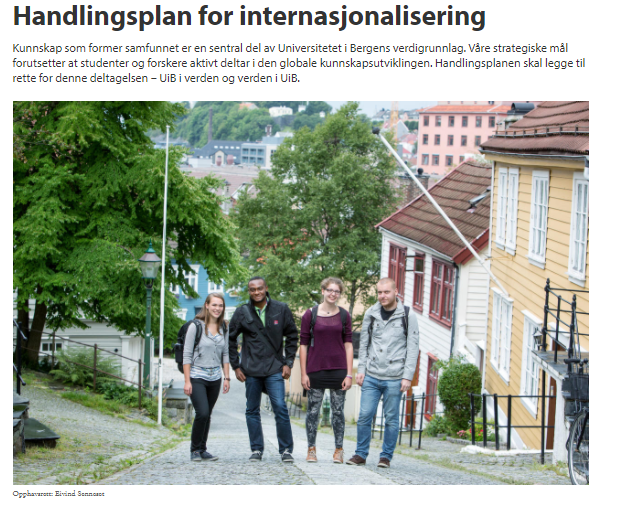 Handlingsplan for internasjonalisering
Kunnskap som former samfunnet er en sentral del av Universitetet i Bergens verdigrunnlag. Våre strategiske mål
forutsetter at studenter og forskere aktivt deltar i den globale kunnskapsutviklingen. Handlingsplanen skal legge til
rette for denne deltagelsen – UiB i verden og verden i UiB.
Opphavsrett: Eivind Senneset